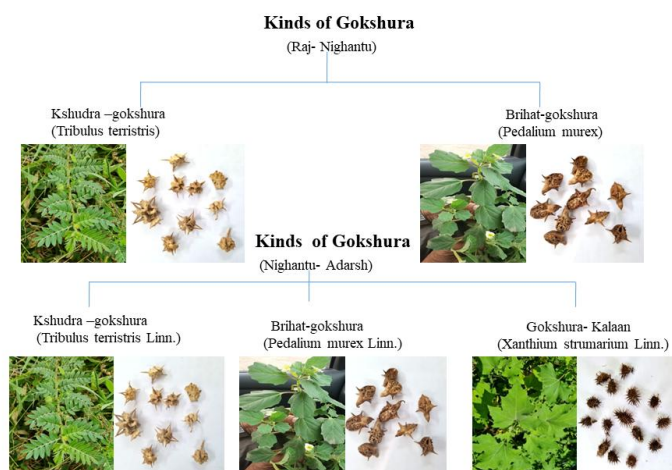 Kinds of Gokshura
(Raj- Nighantu)
Kshudra –gokshura
(Tribulus terristris)
Brihat-gokshura
(Pedalium murex)
Kinds of Gokshura
(Nighantu- Adarsh)
Kshudra –gokshura
(Tribulus terristris Linn.)
Brihat-gokshura
(Pedalium murex Linn.)
Gokshura- Kalaan
(Xanthium strumarium Linn.)